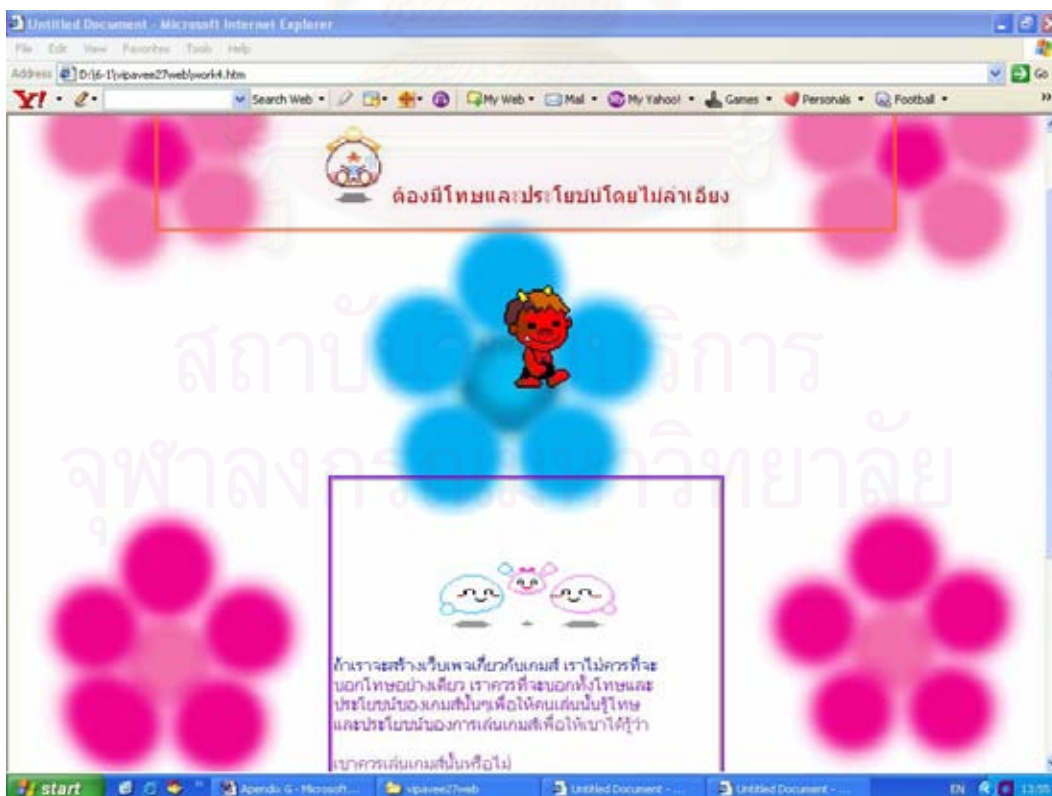 Untitled Document - Microsoft Internet Explorer
File Edit View Favorites Tools Help
Address D:\6-1\vipavee27web\work4.htm Go
Y! Search Web My Web Mail My Yahoo! Games Personals Football
ต้องมีโทษและประโยชน์โดยไม่ลำเอียง
สถาบันวิทยบริการ
จุฬาลงกรณ์มหาวิทยาลัย
ถ้าเราจะสร้างเว็บเพจเกี่ยวกับเกมส์ เราไม่ควรที่จะ
บอกโทษอย่างเดียว เราควรที่จะบอกทั้งโทษและ
ประโยชน์ของเกมส์นั้นๆเพื่อให้คนเล่นนั้นรู้โทษ
และประโยชน์ของการเล่นเกมส์เพื่อให้เขาได้รู้ว่า
เขาควรเล่นเกมส์นั้นหรือไม่
start Apendix G - Microsoft... vipavee27web Untitled Document - ... Untitled Document - ... EN 13:55